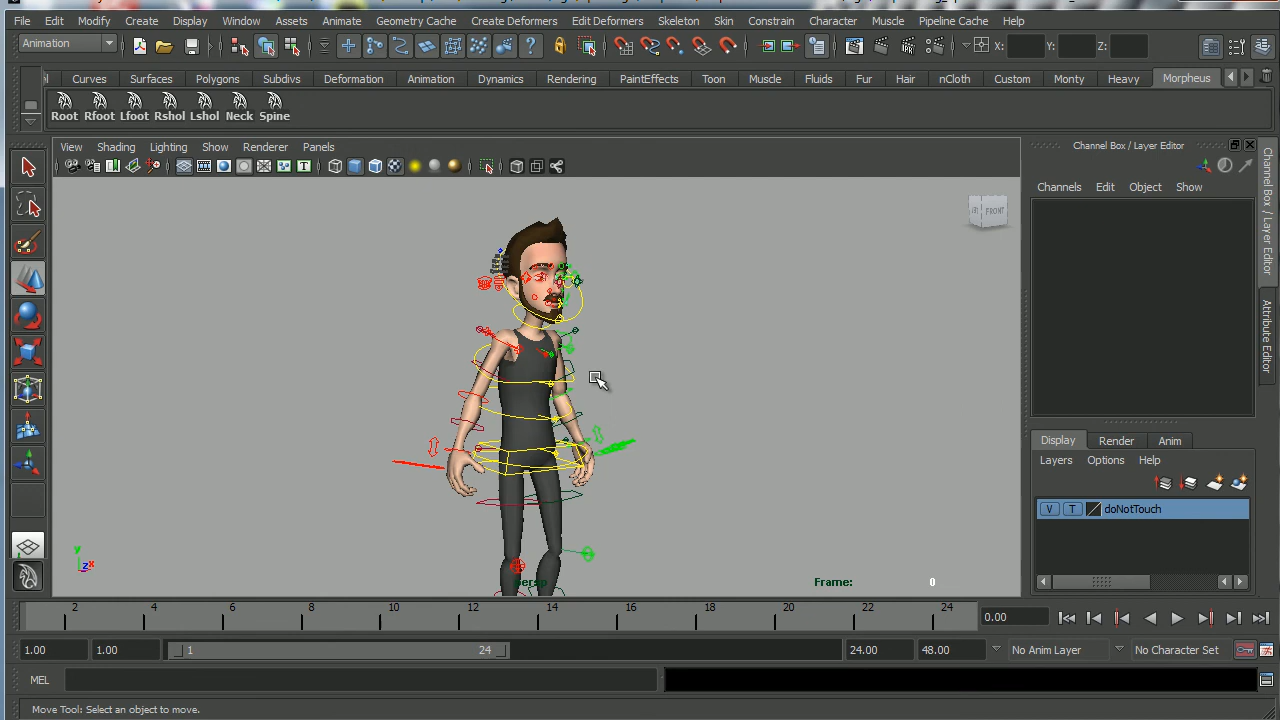 File Edit Modify Create Display Window Assets Animate Geometry Cache Create Deformers Edit Deformers Skeleton Skin Constrain Character Muscle Pipeline Cache Help
Animation X: Y: Z:
Curves Surfaces Polygons Subdivs Deformation Animation Dynamics Rendering PaintEffects Toon Muscle Fluids Fur Hair nCloth Custom Monty Heavy Morpheus
Root Rfoot Lfoot Rshol Lshol Neck Spine
View Shading Lighting Show Renderer Panels
Channel Box / Layer Editor
Channels Edit Object Show
FRONT
Channel Box / Layer Editor
Attribute Editor
Display Render Anim
Layers Options Help
V T doNotTouch
y
z x
Persp
Frame: 0
2 4 6 8 10 12 14 16 18 20 22 24
0.00
1.00 1.00 1 24 24.00 48.00 No Anim Layer No Character Set
MEL
Move Tool: Select an object to move.